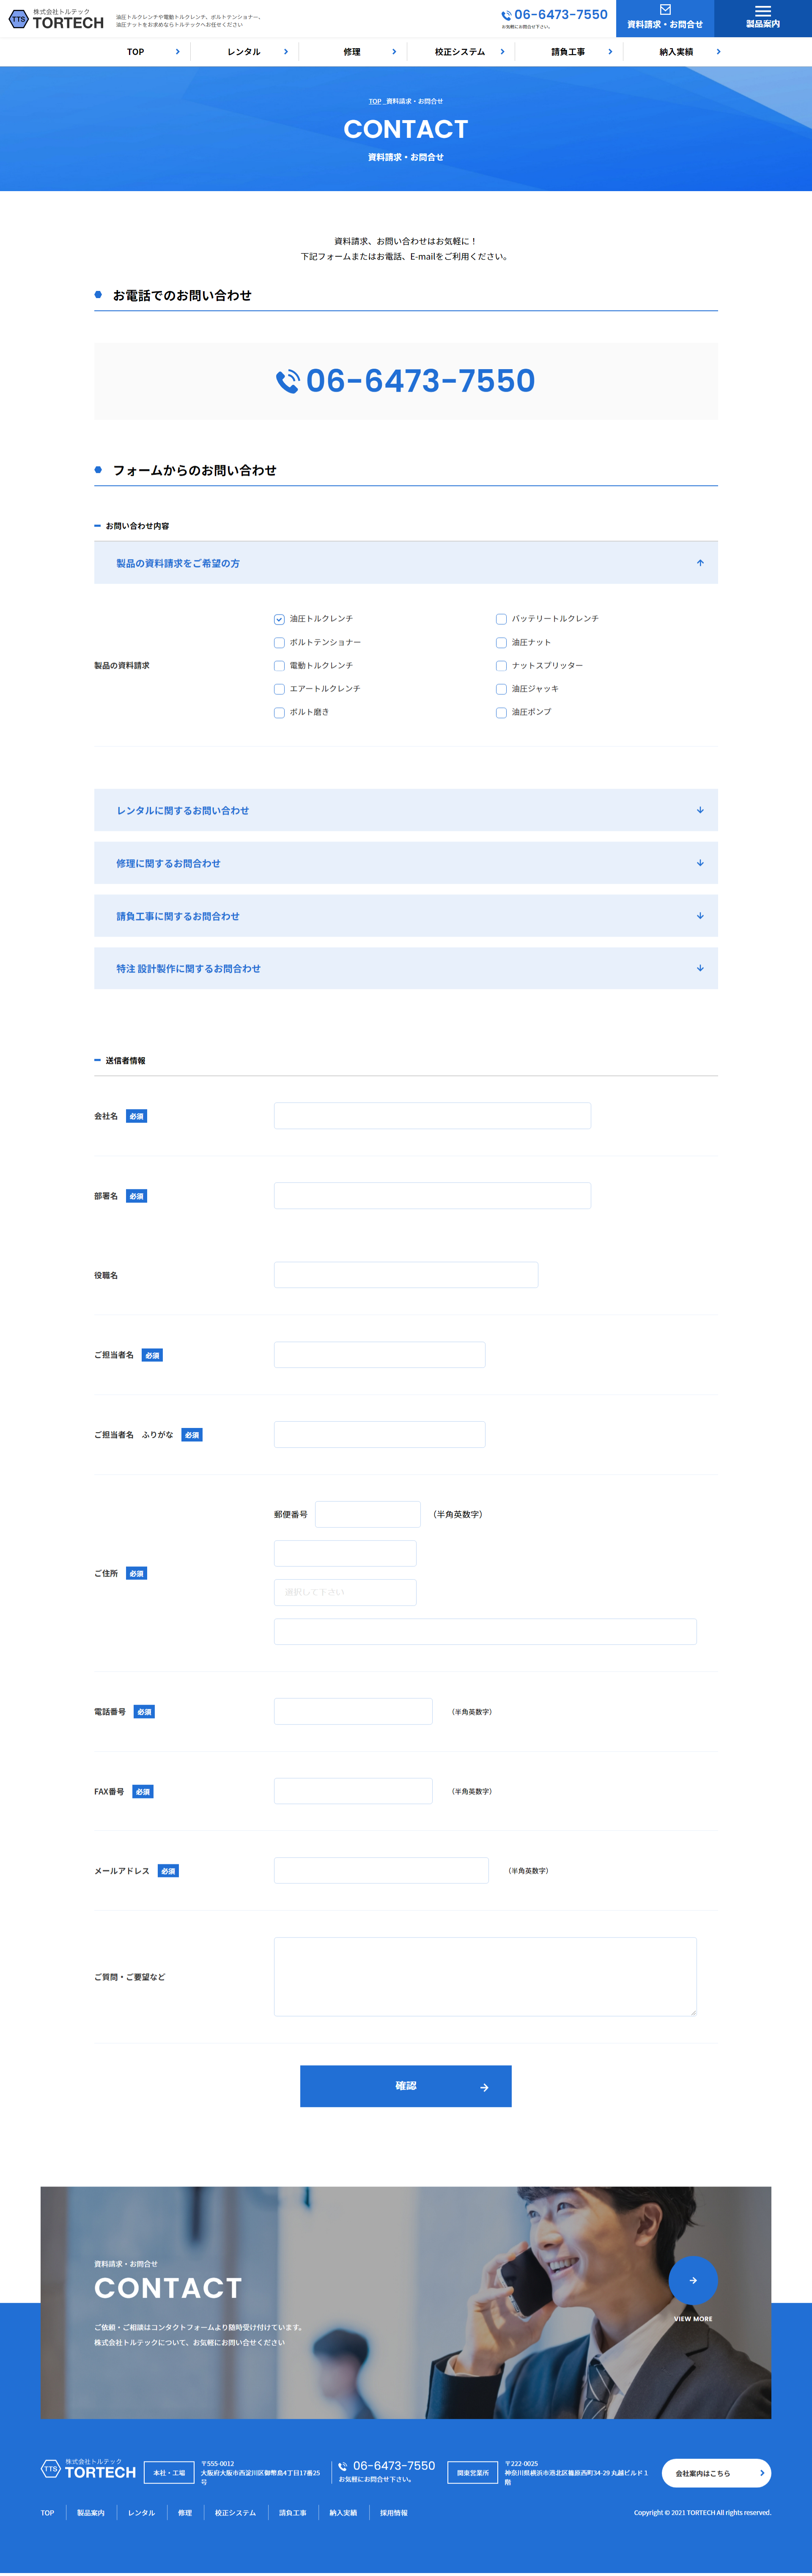 TTS
株式会社トルテック
TORTECH
油圧トルクレンチや電動トルクレンチ、ボルトテンショナー、
油圧ナットをお求めならトルテックへお任せください
06-6473-7550
お気軽にお問合せ下さい。
資料請求・お問合せ
製品案内
TOP
レンタル
修理
校正システム
請負工事
納入実績
TOP 資料請求・お問合せ
CONTACT
資料請求・お問合せ
資料請求、お問い合わせはお気軽に！
下記フォームまたはお電話、E-mailをご利用ください。
お電話でのお問い合わせ
06-6473-7550
フォームからのお問い合わせ
お問い合わせ内容
製品の資料請求をご希望の方
製品の資料請求
油圧トルクレンチ
バッテリートルクレンチ
ボルトテンショナー
油圧ナット
電動トルクレンチ
ナットスプリッター
エアートルクレンチ
油圧ジャッキ
ボルト磨き
油圧ポンプ
レンタルに関するお問い合わせ
修理に関するお問合わせ
請負工事に関するお問合わせ
特注 設計製作に関するお問合わせ
送信者情報
会社名 必須
部署名 必須
役職名
ご担当者名 必須
ご担当者名　ふりがな 必須
ご住所 必須
郵便番号 （半角英数字）
選択して下さい
電話番号 必須 （半角英数字）
FAX番号 必須 （半角英数字）
メールアドレス 必須 （半角英数字）
ご質問・ご要望など
確認
資料請求・お問合せ
CONTACT
ご依頼・ご相談はコンタクトフォームより随時受け付けています。
株式会社トルテックについて、お気軽にお問い合せください
VIEW MORE
TTS
株式会社トルテック
TORTECH
本社・工場
〒555-0012
大阪府大阪市西淀川区御幣島4丁目17番25
号
06-6473-7550
お気軽にお問合せ下さい。
関東営業所
〒222-0025
神奈川県横浜市港北区篠原西町34-29 丸越ビルド１
階
会社案内はこちら
TOP
製品案内
レンタル
修理
校正システム
請負工事
納入実績
採用情報
Copyright © 2021 TORTECH All rights reserved.